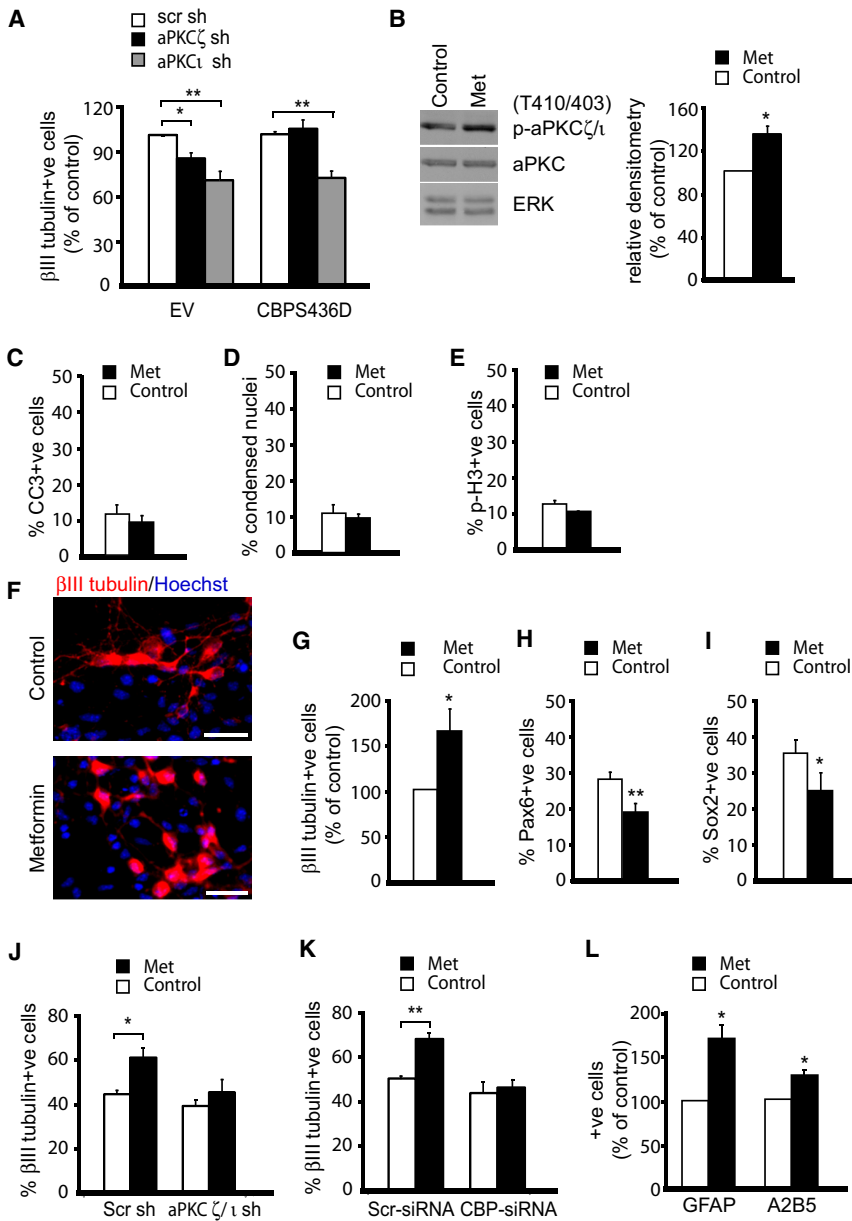 A
scr sh
aPKCζ sh
aPKCι sh
βIII tubulin+ve cells
(% of control)
120
90
60
30
0
**
*
**
EV
CBPS436D
B
Control
Met
(T410/403)
p-aPKCζ/ι
aPKC
ERK
Met
Control
relative densitometry
(% of control)
160
120
80
40
0
*
C
Met
Control
% CC3+ve cells
50
40
30
20
10
0
D
Met
Control
% condensed nuclei
50
40
30
20
10
0
E
Met
Control
% p-H3+ve cells
50
40
30
20
10
0
F
βIII tubulin/Hoechst
Control
Metformin
G
Met
Control
βIII tubulin+ve cells
(% of control)
200
150
100
50
0
*
H
Met
Control
% Pax6+ve cells
50
40
30
20
10
0
**
I
Met
Control
% Sox2+ve cells
50
40
30
20
10
0
*
J
Met
Control
% βIII tubulin+ve cells
80
60
40
20
0
*
Scr sh
aPKC ζ/ι sh
K
Met
Control
% βIII tubulin+ve cells
80
60
40
20
0
**
Scr-siRNA
CBP-siRNA
L
Met
Control
+ve cells
(% of control)
200
150
100
50
0
*
*
GFAP
A2B5